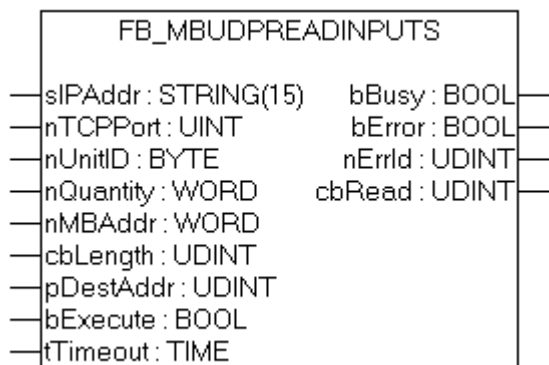 FB_MBUDPREADINPUTS
sIPAddr : STRING(15) bBusy : BOOL
nTCPPort : UINT bError : BOOL
nUnitID : BYTE nErrId : UDINT
nQuantity : WORD cbRead : UDINT
nMBAddr : WORD
cbLength : UDINT
pDestAddr : UDINT
bExecute : BOOL
tTimeout : TIME